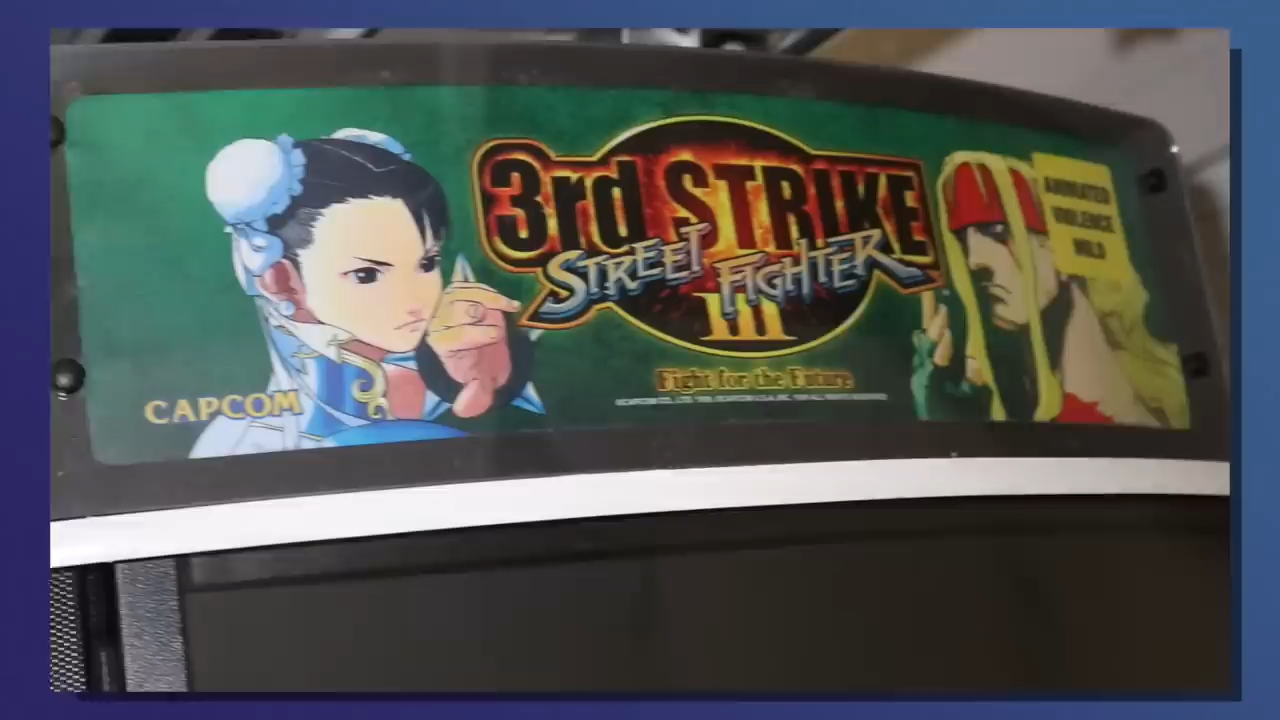 3rd STRIKE
STREET FIGHTER
III
Fight for the Future
CAPCOM
ANIMATED
VIOLENCE
MILD